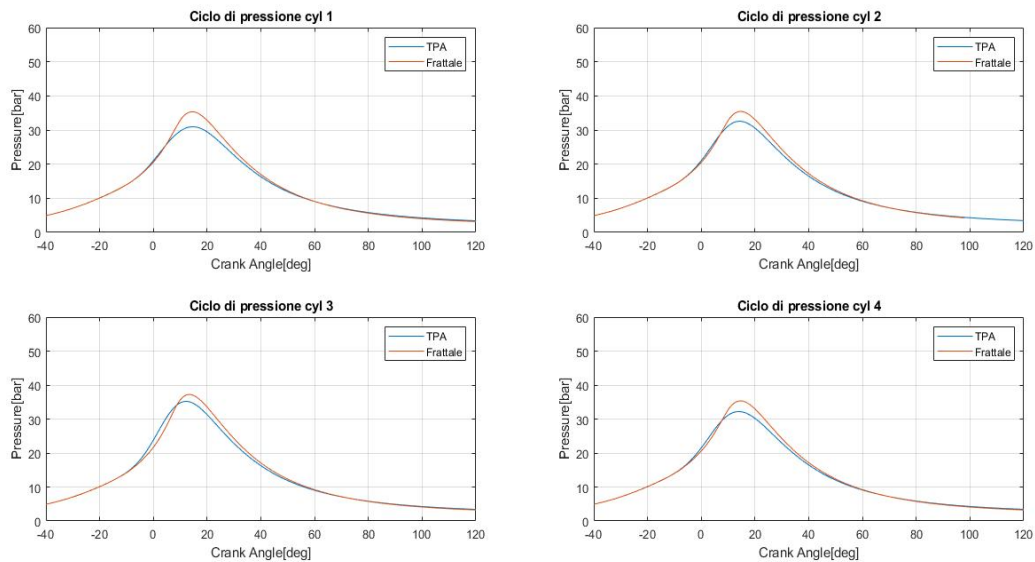 Ciclo di pressione cyl 1
60
50
40
30
20
10
0
Pressure[bar]
TPA
Frattale
-40 -20 0 20 40 60 80 100 120
Crank Angle[deg]
Ciclo di pressione cyl 2
60
50
40
30
20
10
0
Pressure[bar]
TPA
Frattale
-40 -20 0 20 40 60 80 100 120
Crank Angle[deg]
Ciclo di pressione cyl 3
60
50
40
30
20
10
0
Pressure[bar]
TPA
Frattale
-40 -20 0 20 40 60 80 100 120
Crank Angle[deg]
Ciclo di pressione cyl 4
60
50
40
30
20
10
0
Pressure[bar]
TPA
Frattale
-40 -20 0 20 40 60 80 100 120
Crank Angle[deg]